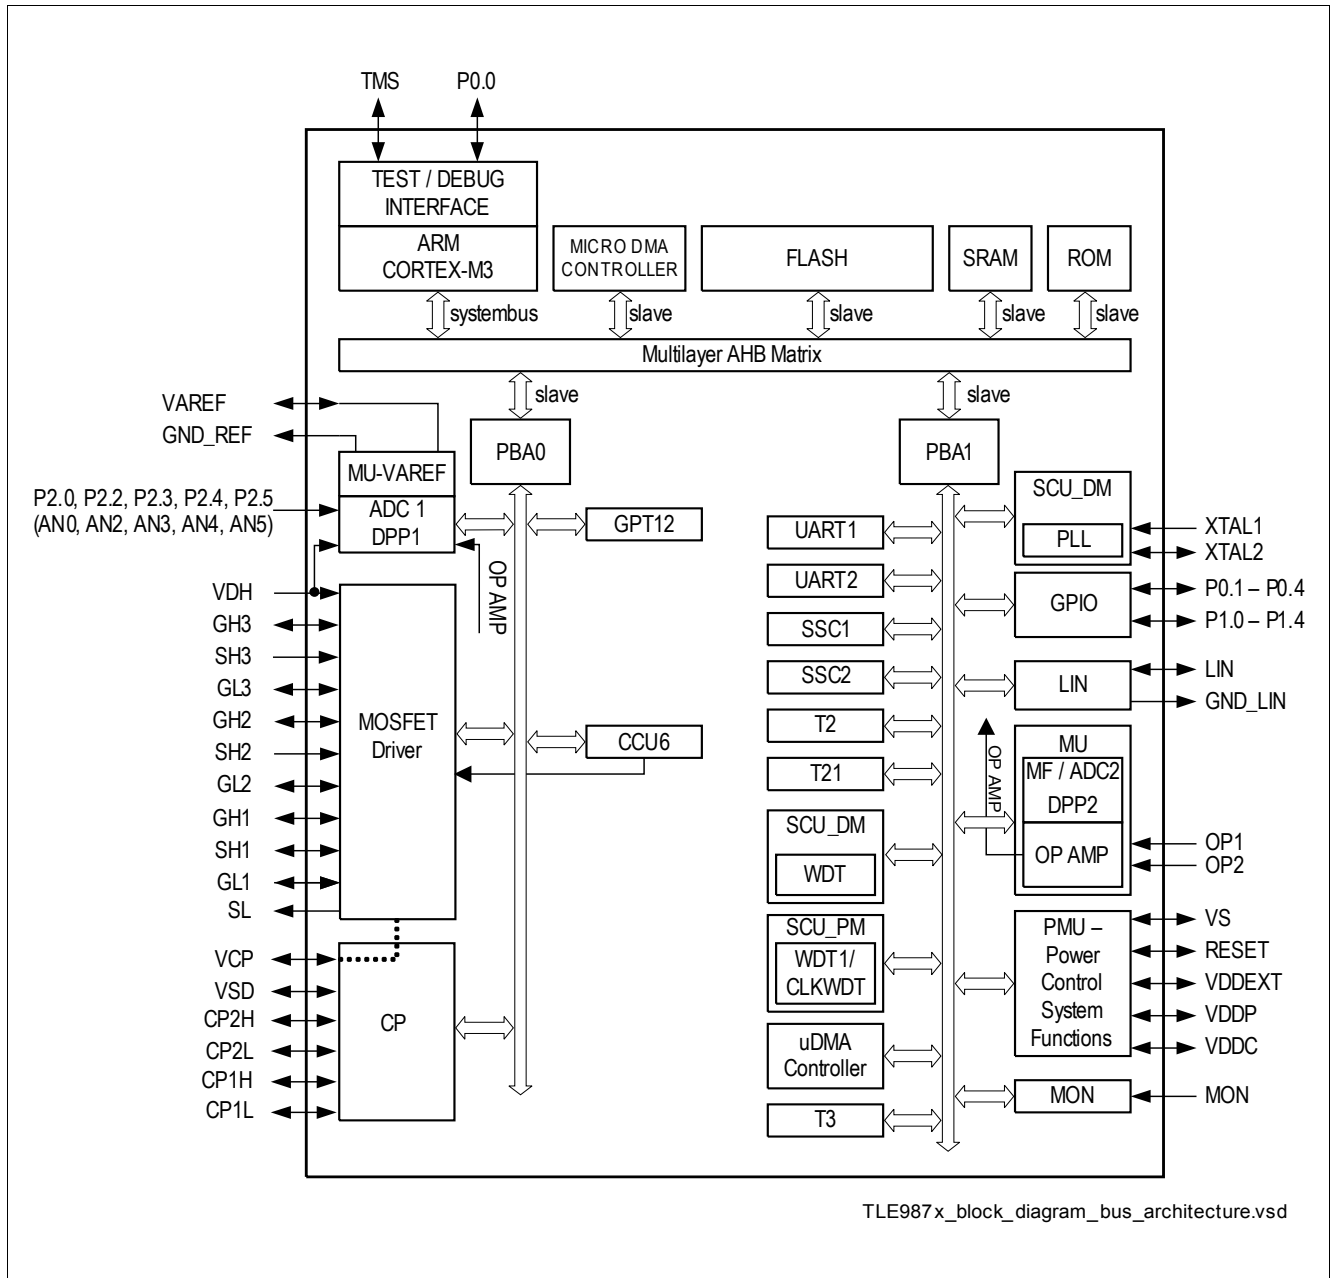 TMS P0.0
TEST / DEBUG
INTERFACE
ARM
CORTEX-M3
MICRO DMA
CONTROLLER
FLASH
SRAM
ROM
systembus
slave
slave
slave
slave
Multilayer AHB Matrix
slave
slave
VAREF
GND_REF
P2.0, P2.2, P2.3, P2.4, P2.5
(AN0, AN2, AN3, AN4, AN5)
VDH
GH3
SH3
GL3
GH2
SH2
GL2
GH1
SH1
GL1
SL
VCP
VSD
CP2H
CP2L
CP1H
CP1L
MU-VAREF
ADC 1
DPP1
OP AMP
MOSFET
Driver
CP
PBA0
GPT12
CCU6
PBA1
UART1
UART2
SSC1
SSC2
T2
T21
SCU_DM
WDT
SCU_PM
WDT1/
CLKWDT
uDMA
Controller
T3
SCU_DM
PLL
GPIO
LIN
OP AMP
MU
MF / ADC2
DPP2
OP AMP
PMU –
Power
Control
System
Functions
MON
XTAL1
XTAL2
P0.1 – P0.4
P1.0 – P1.4
LIN
GND_LIN
OP1
OP2
VS
RESET
VDDEXT
VDDP
VDDC
MON
TLE987x_block_diagram_bus_architecture.vsd